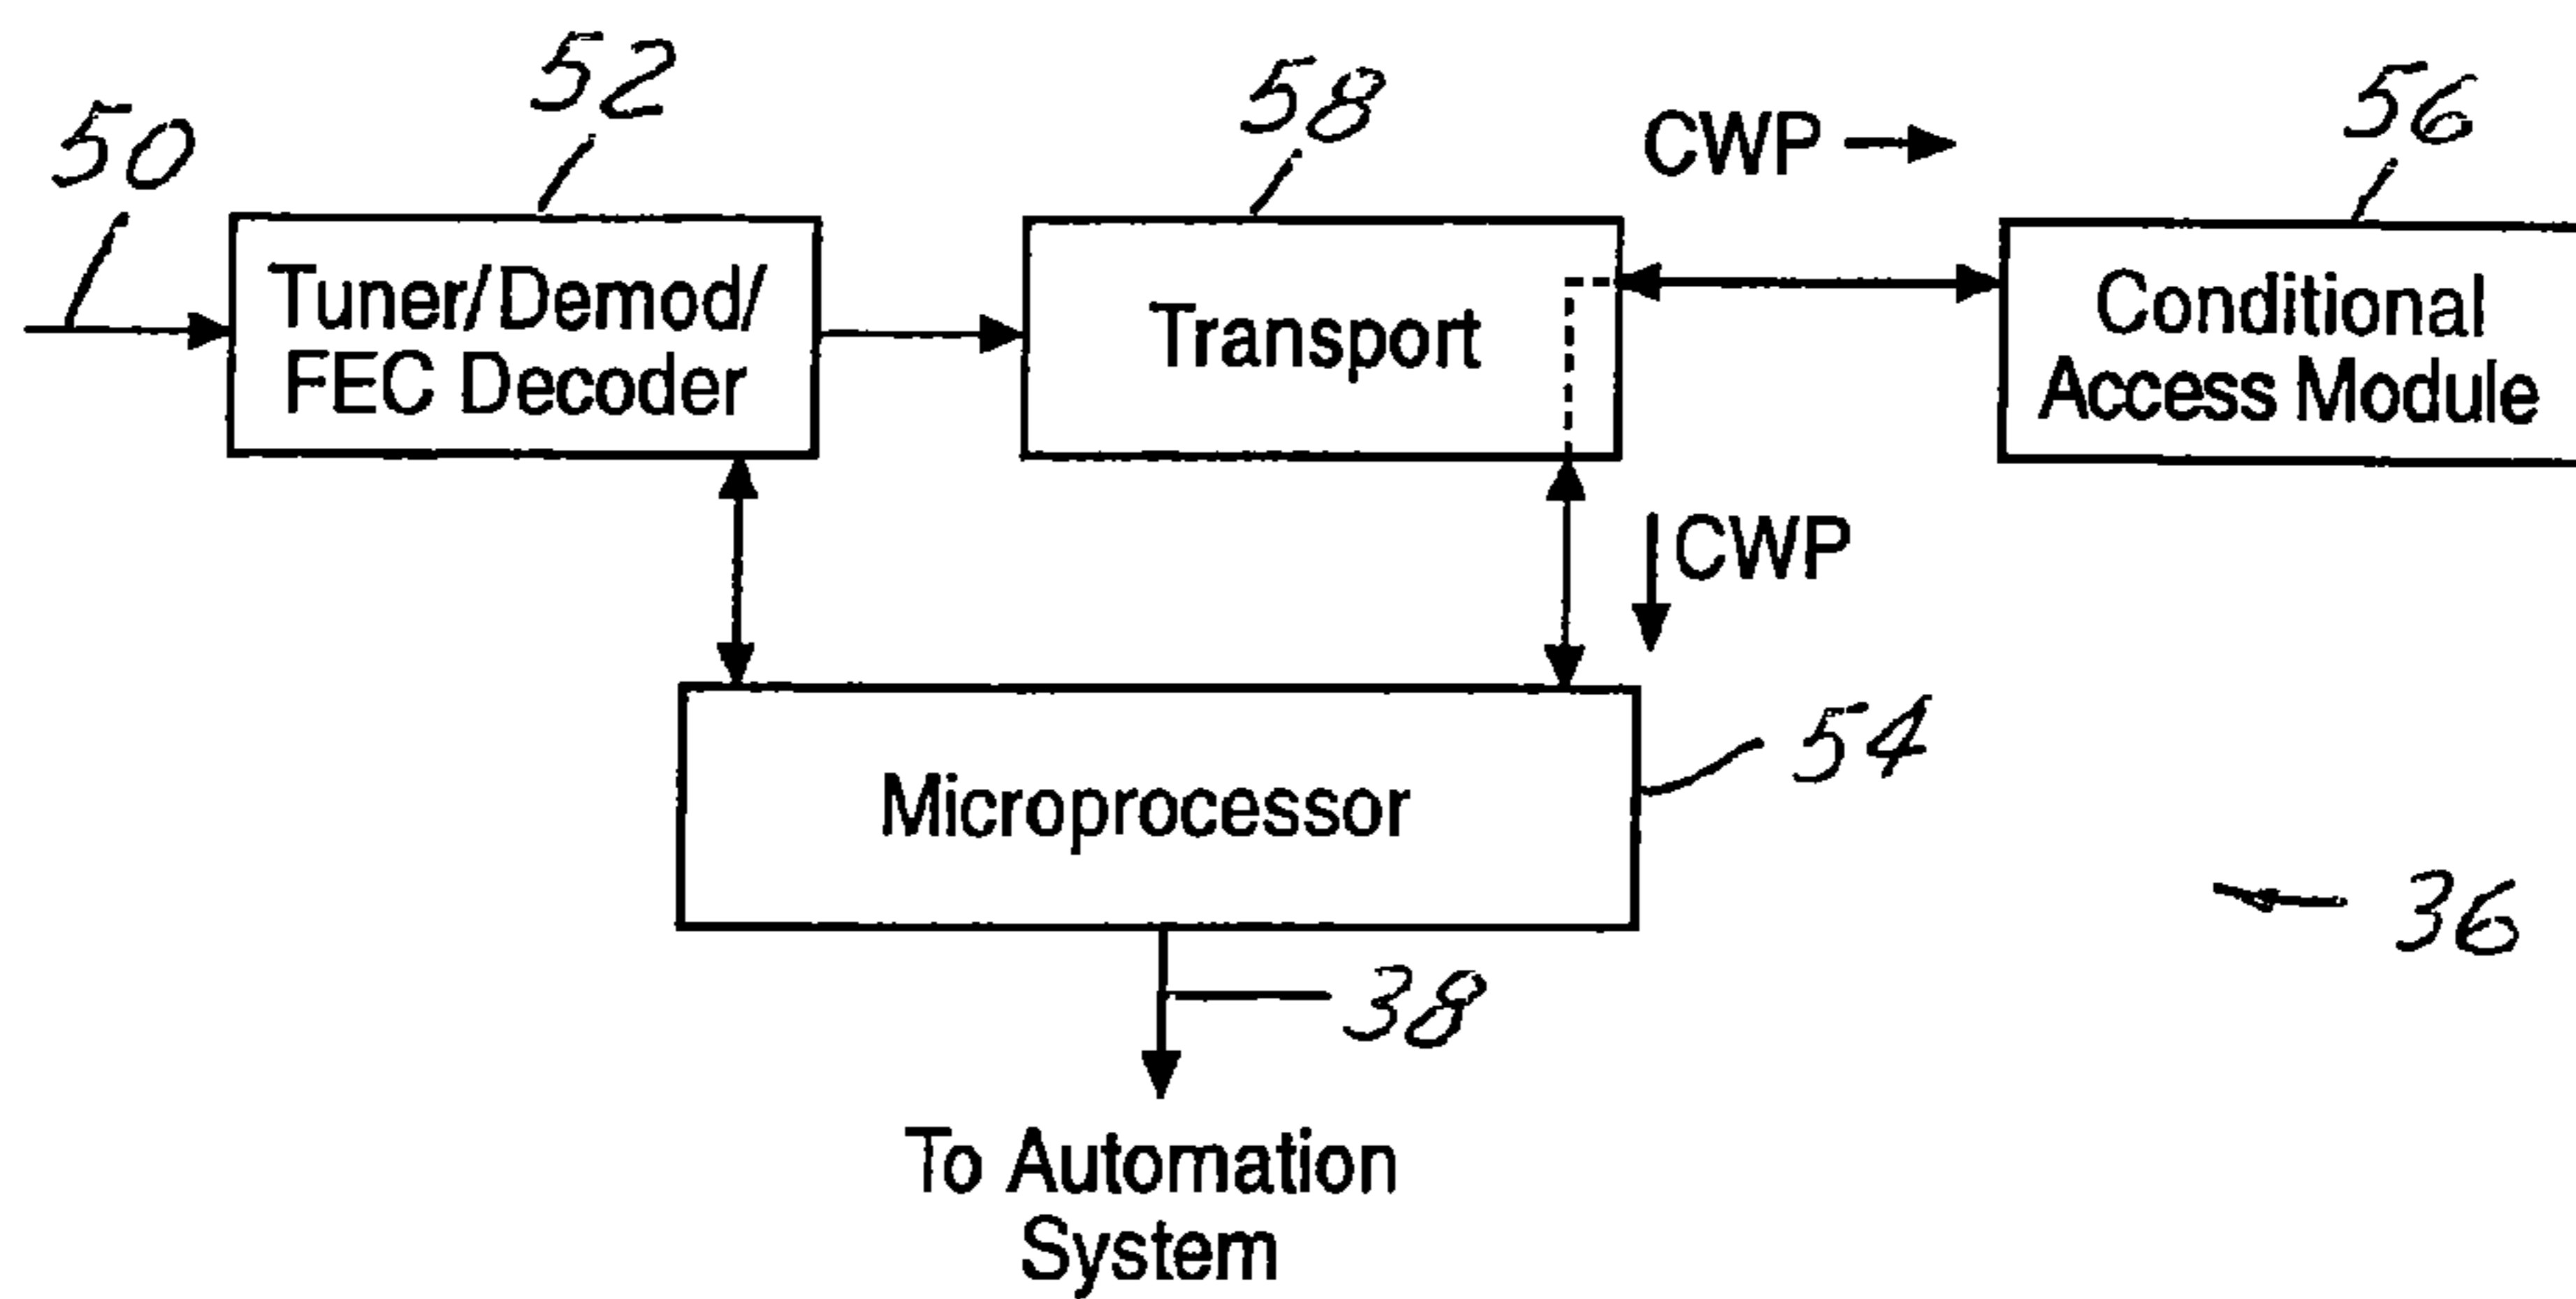 50
52
58
CWP
56
Tuner/Demod/
FEC Decoder
Transport
Conditional
Access Module
CWP
Microprocessor
54
36
38
To Automation
System